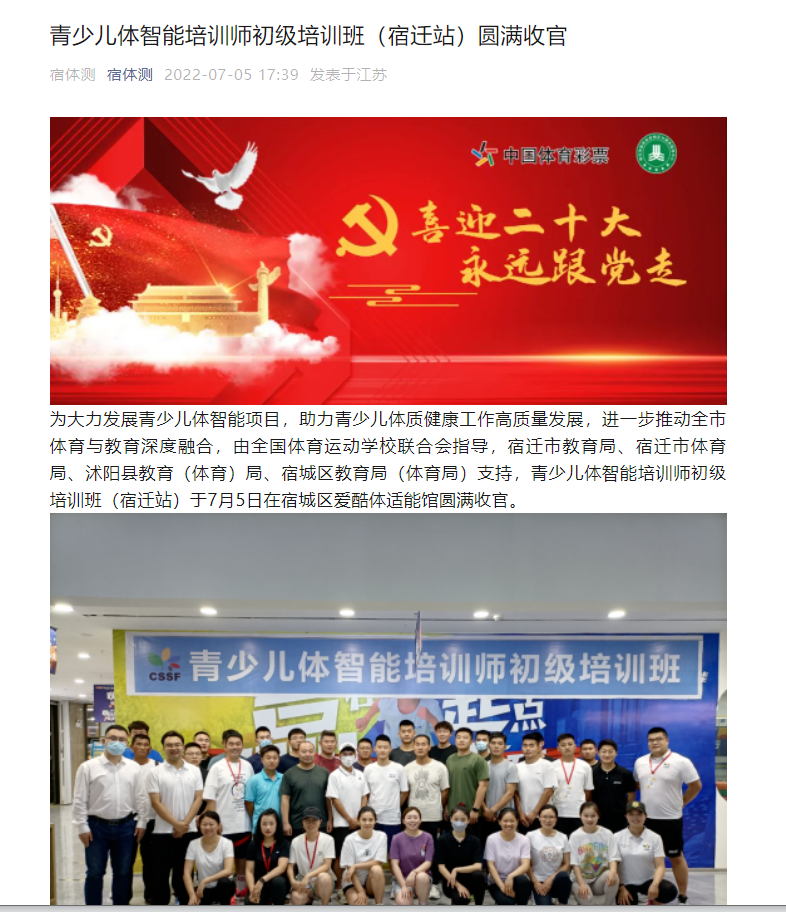 青少儿体智能培训师初级培训班（宿迁站）圆满收官
宿体测 宿体测 2022-07-05 17:39 发表于江苏
中国体育彩票
喜迎二十大
永远跟党走
为大力发展青少儿体智能项目，助力青少儿体质健康工作高质量发展，进一步推动全市
体育与教育深度融合，由全国体育运动学校联合会指导，宿迁市教育局、宿迁市体育
局、沭阳县教育（体育）局、宿城区教育局（体育局）支持，青少儿体智能培训师初级
培训班（宿迁站）于7月5日在宿城区爱酷体适能馆圆满收官。
CSSF 青少儿体智能培训师初级培训班
点